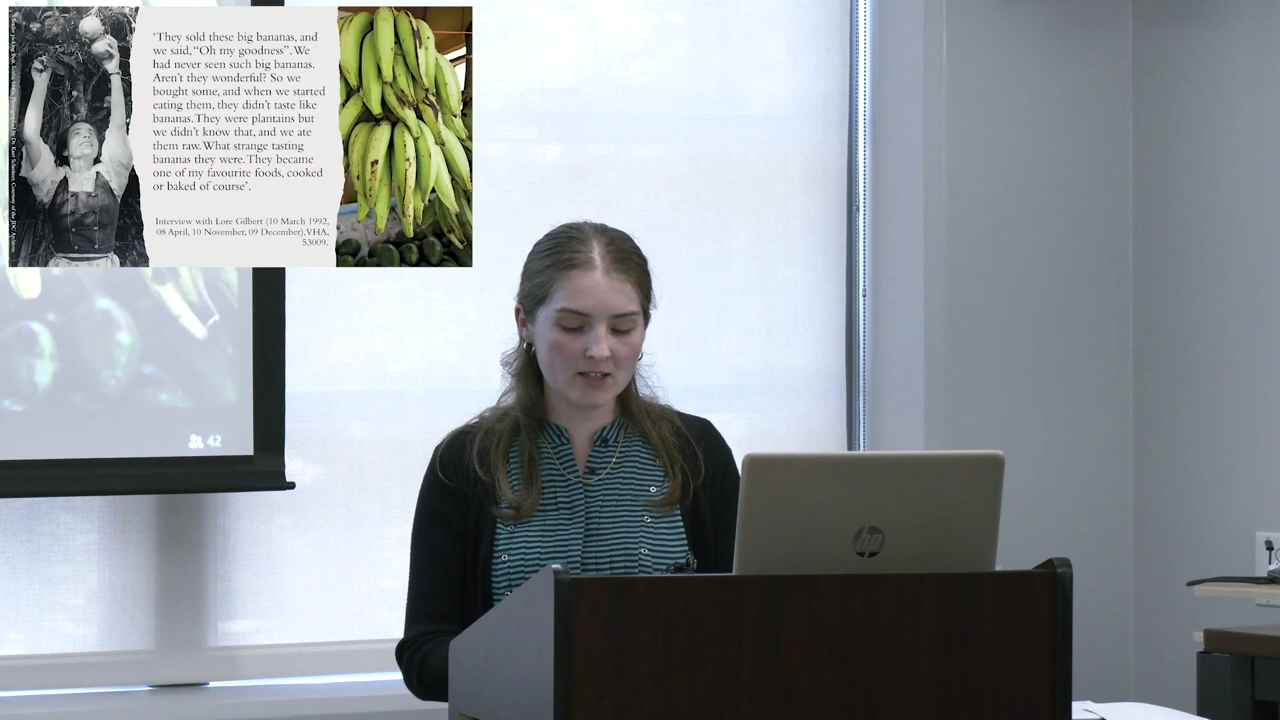 'They sold these big bananas, and
we said, "Oh my goodness". We
had never seen such big bananas.
Aren't they wonderful? So we
bought some, and when we started
eating them, they didn't taste like
bananas. They were plantains but
we didn't know that, and we ate
them raw. What strange tasting
bananas they were. They became
one of my favourite foods, cooked
or baked of course'.
Interview with Lore Gilbert (10 March 1992,
08 April, 10 November, 09 December), VHA,
53009.
42
hp